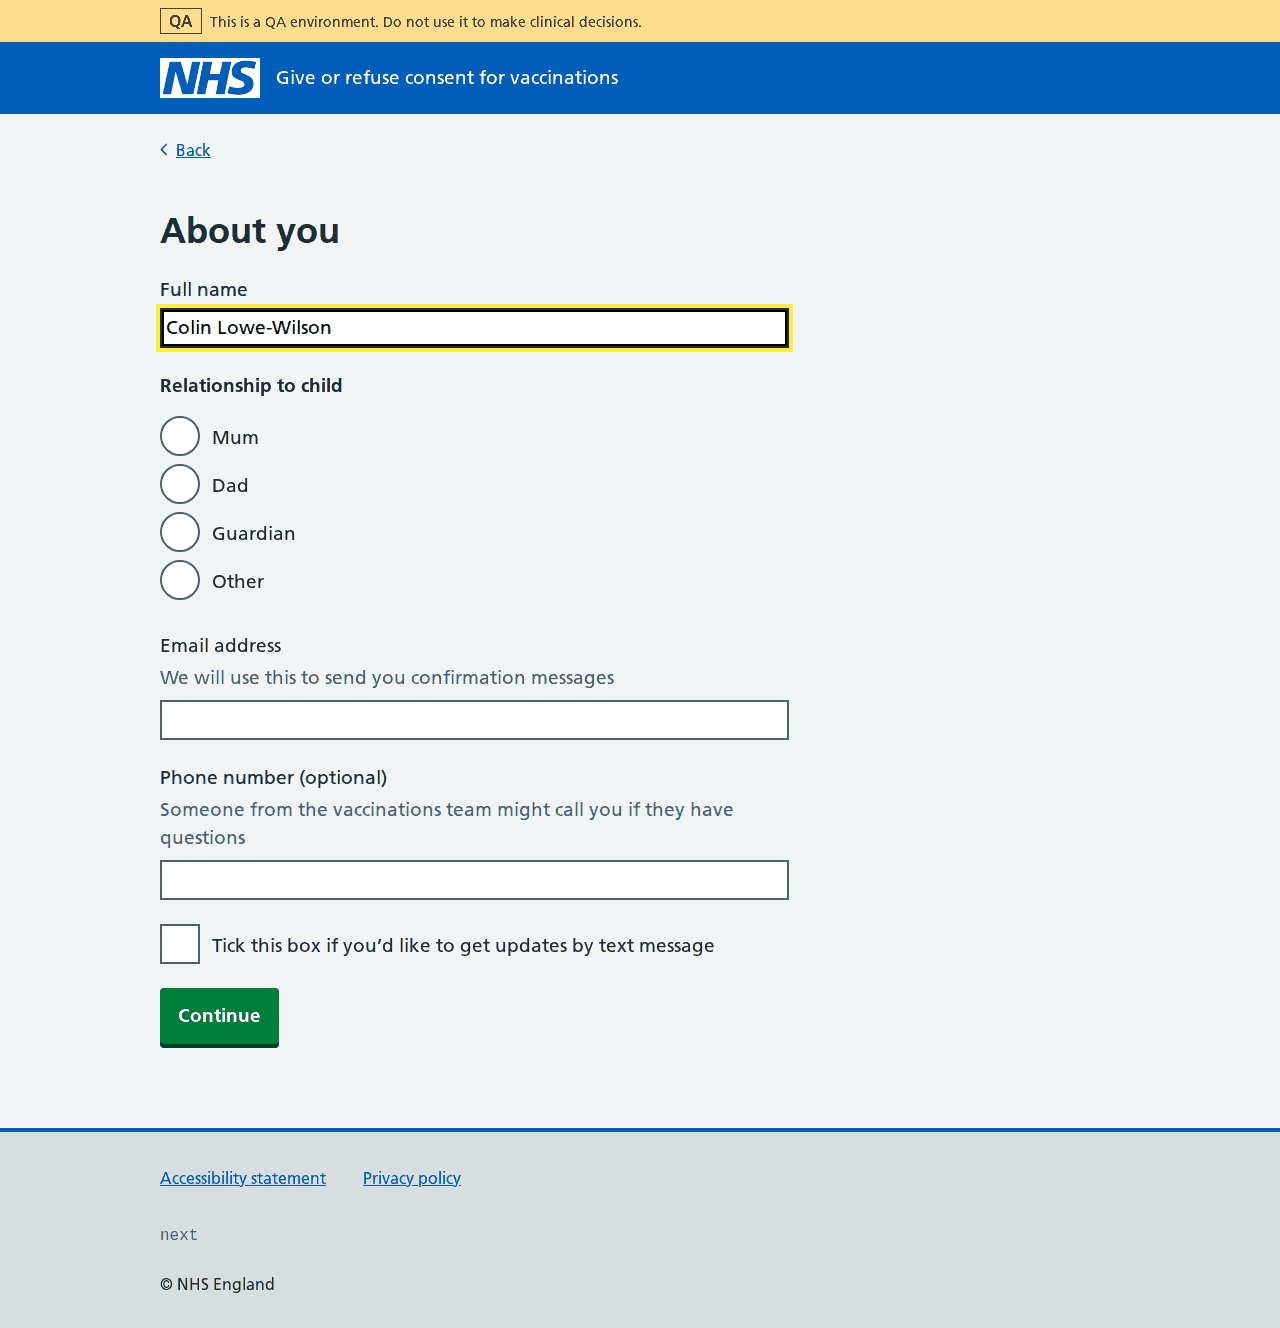 QA This is a QA environment. Do not use it to make clinical decisions.
NHS Give or refuse consent for vaccinations
Back
About you
Full name
Colin Lowe-Wilson
Relationship to child
Mum
Dad
Guardian
Other
Email address
We will use this to send you confirmation messages
Phone number (optional)
Someone from the vaccinations team might call you if they have
questions
Tick this box if you’d like to get updates by text message
Continue
Accessibility statement Privacy policy
next
© NHS England